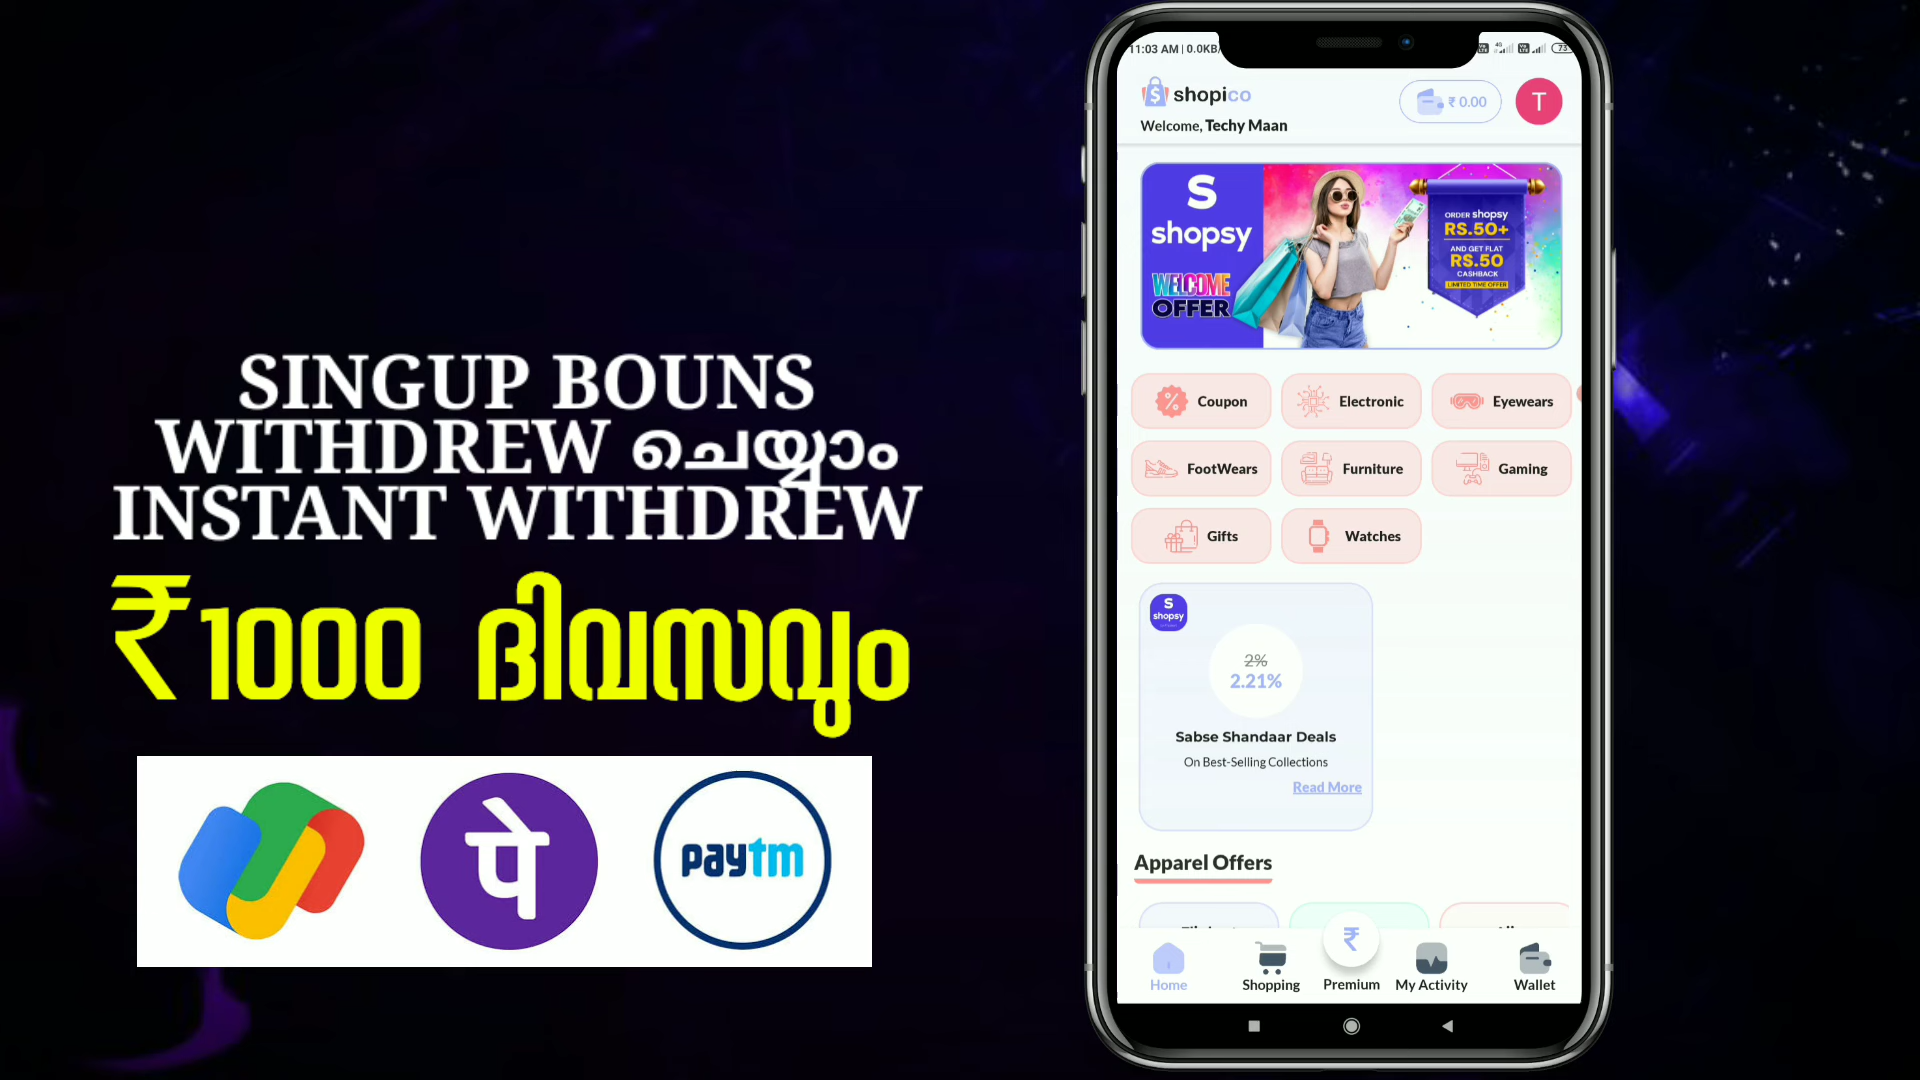 SINGUP BOUNS
WITHDREW ചെയ്യാം
INSTANT WITHDREW
₹1000 ദിവസവും
पे
paytm
11:03 AM | 0.0KB/
73
shopico
Welcome, Techy Maan
₹ 0.00
T
S
shopsy
WELCOME
OFFER
ORDER shopsy
RS.50+
AND GET FLAT
RS.50
CASHBACK
LIMITED TIME OFFER
Coupon
Electronic
Eyewears
FootWears
Furniture
Gaming
Gifts
Watches
S
shopsy
2%
2.21%
Sabse Shandaar Deals
On Best-Selling Collections
Read More
Apparel Offers
₹
Home
Shopping
Premium
My Activity
Wallet